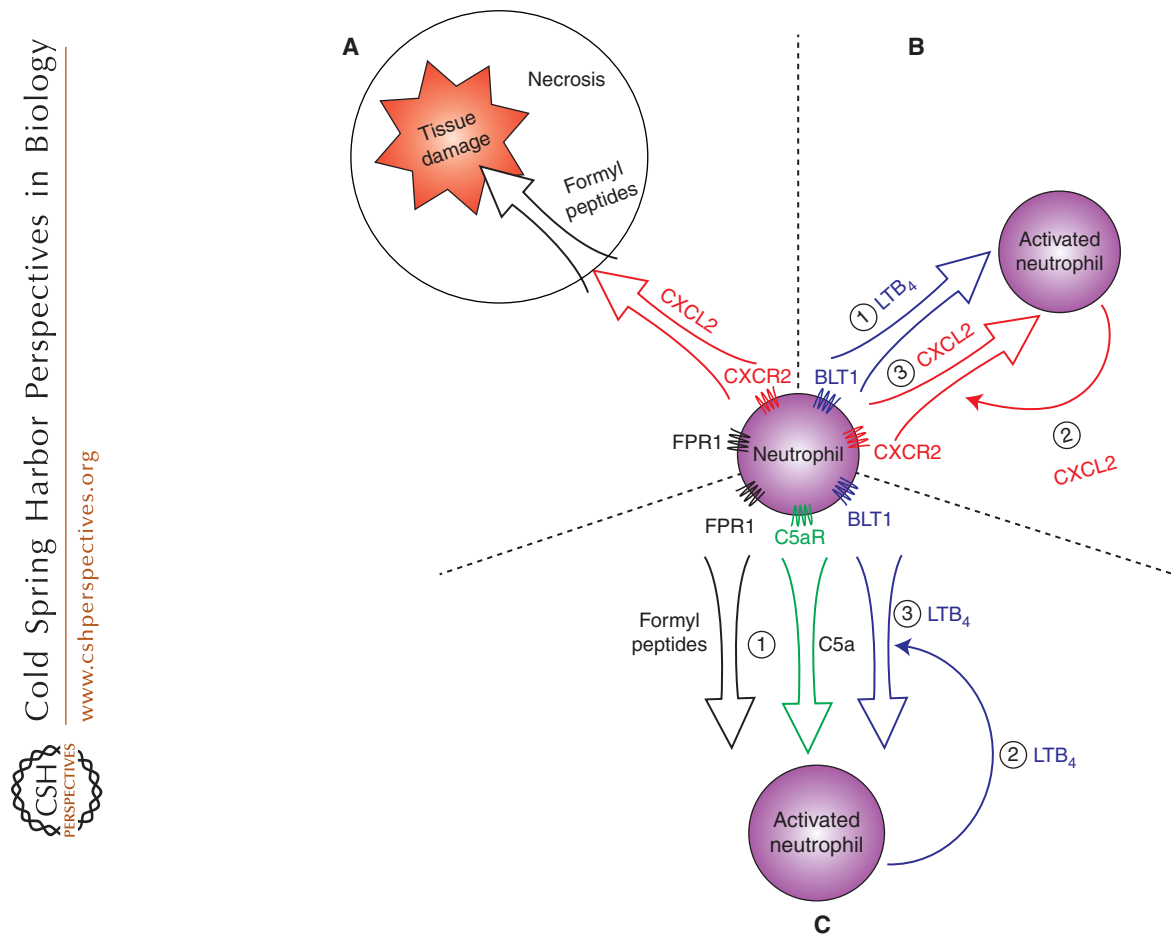 Cold Spring Harbor Perspectives in Biology
www.cshperspectives.org
CSH
PERSPECTIVES
A
Necrosis
Tissue
damage
Formyl
peptides
CXCL2
CXCR2
B
Activated
neutrophil
1 LTB4
3 CXCL2
BLT1
2
CXCL2
FPR1
Neutrophil
CXCR2
FPR1
C5aR
BLT1
Formyl
peptides
1
C5a
3 LTB4
2 LTB4
Activated
neutrophil
C